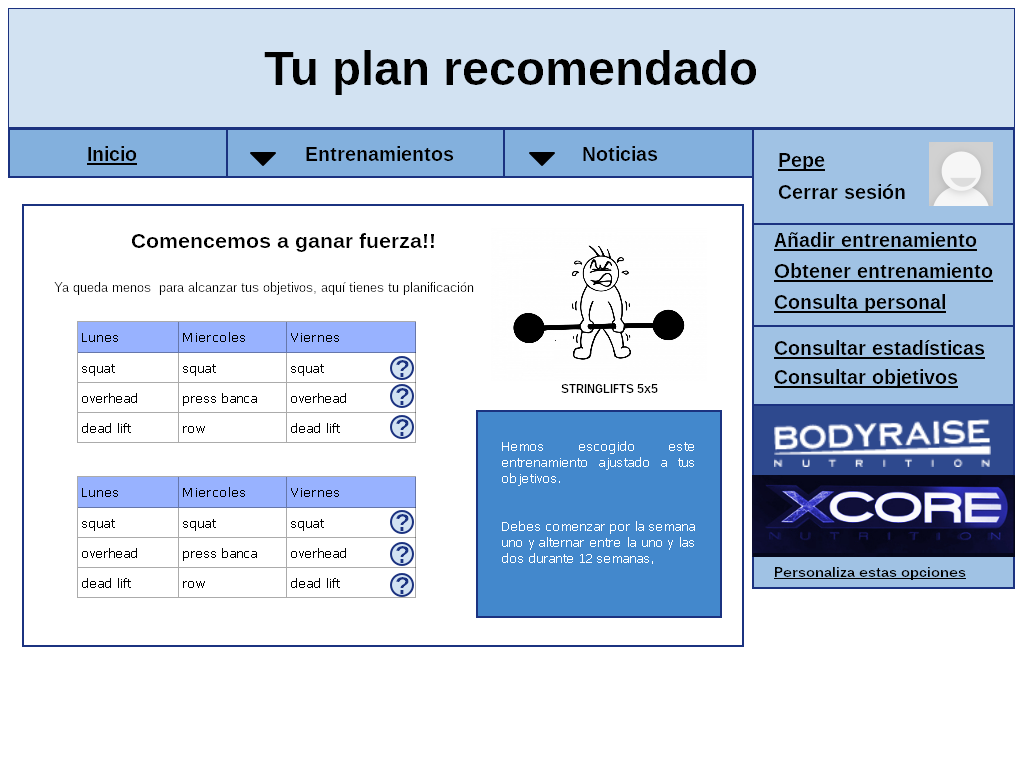 Tu plan recomendado
Inicio
Entrenamientos
Noticias
Pepe
Cerrar sesión
Añadir entrenamiento
Obtener entrenamiento
Consulta personal
Consultar estadísticas
Consultar objetivos
BODYRAISE
NUTRITION
XCORE
NUTRITION
Personaliza estas opciones
Comencemos a ganar fuerza!!
Ya queda menos para alcanzar tus objetivos, aquí tienes tu planificación
Lunes Miercoles Viernes
squat squat squat ?
overhead press banca overhead ?
dead lift row dead lift ?
Lunes Miercoles Viernes
squat squat squat ?
overhead press banca overhead ?
dead lift row dead lift ?
STRINGLIFTS 5x5
Hemos escogido este
entrenamiento ajustado a tus
objetivos.
Debes comenzar por la semana
uno y alternar entre la uno y las
dos durante 12 semanas,